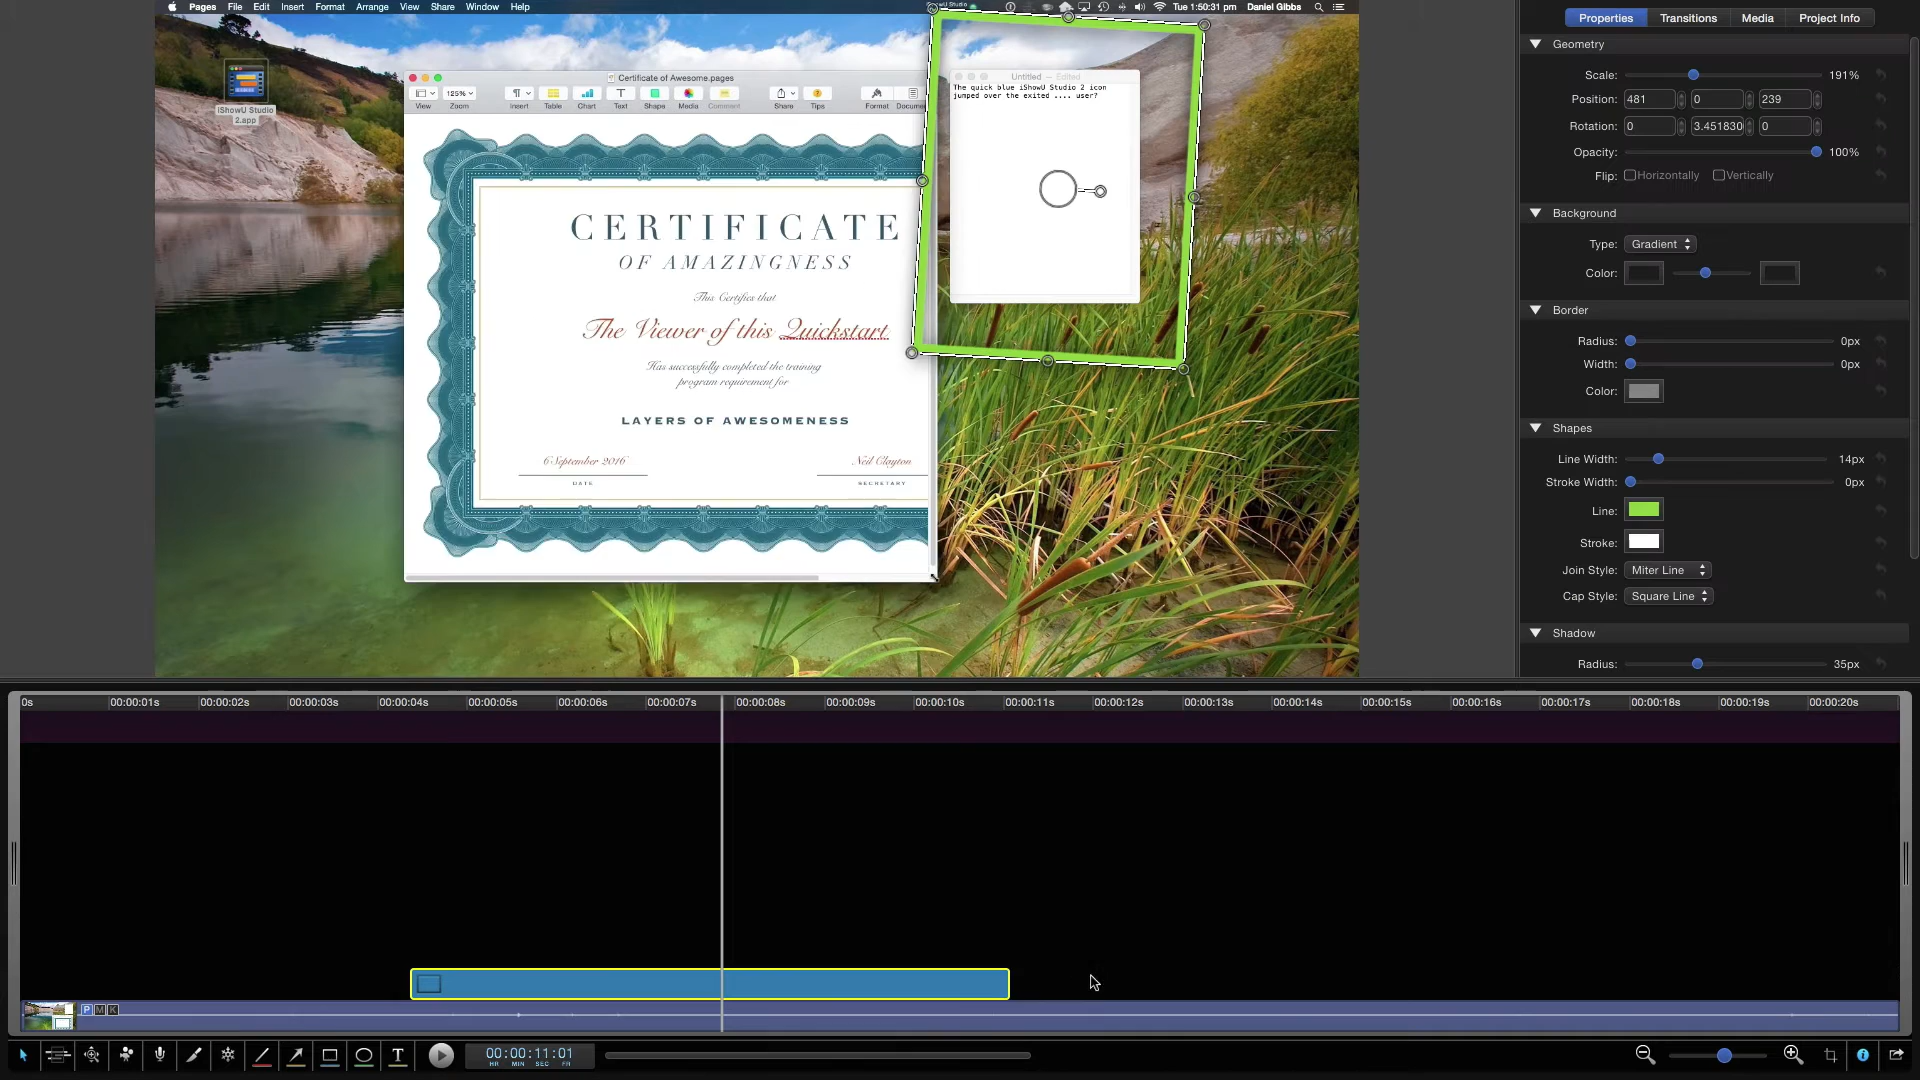 Pages File Edit Insert Format Arrange View Share Window Help
Tue 1:50:31 pm Daniel Gibbs
iShowU Studio
2.app
Certificate of Awesome.pages
125%
View Zoom Insert Table Chart Text Shape Media Comment Share Tips Format Docume
CERTIFICATE
OF AMAZINGNESS
This Certifies that
The Viewer of this Quickstart
Has successfully completed the training
program requirement for
LAYERS OF AWESOMENESS
6 September 2016 Neil Clayton
DATE SECRETARY
Untitled — Edited
The quick blue iShowU Studio 2 icon
jumped over the exited .... user?
Properties Transitions Media Project Info
Geometry
Scale: 191%
Position: 481 0 239
Rotation: 0 3.451830 0
Opacity: 100%
Flip: Horizontally Vertically
Background
Type: Gradient
Color:
Border
Radius: 0px
Width: 0px
Color:
Shapes
Line Width: 14px
Stroke Width: 0px
Line:
Stroke:
Join Style: Miter Line
Cap Style: Square Line
Shadow
Radius: 35px
0s 00:00:01s 00:00:02s 00:00:03s 00:00:04s 00:00:05s 00:00:06s 00:00:07s 00:00:08s 00:00:09s 00:00:10s 00:00:11s 00:00:12s 00:00:13s 00:00:14s 00:00:15s 00:00:16s 00:00:17s 00:00:18s 00:00:19s 00:00:20s
P M K
T 00:00:11:01
HR MIN SEC FR